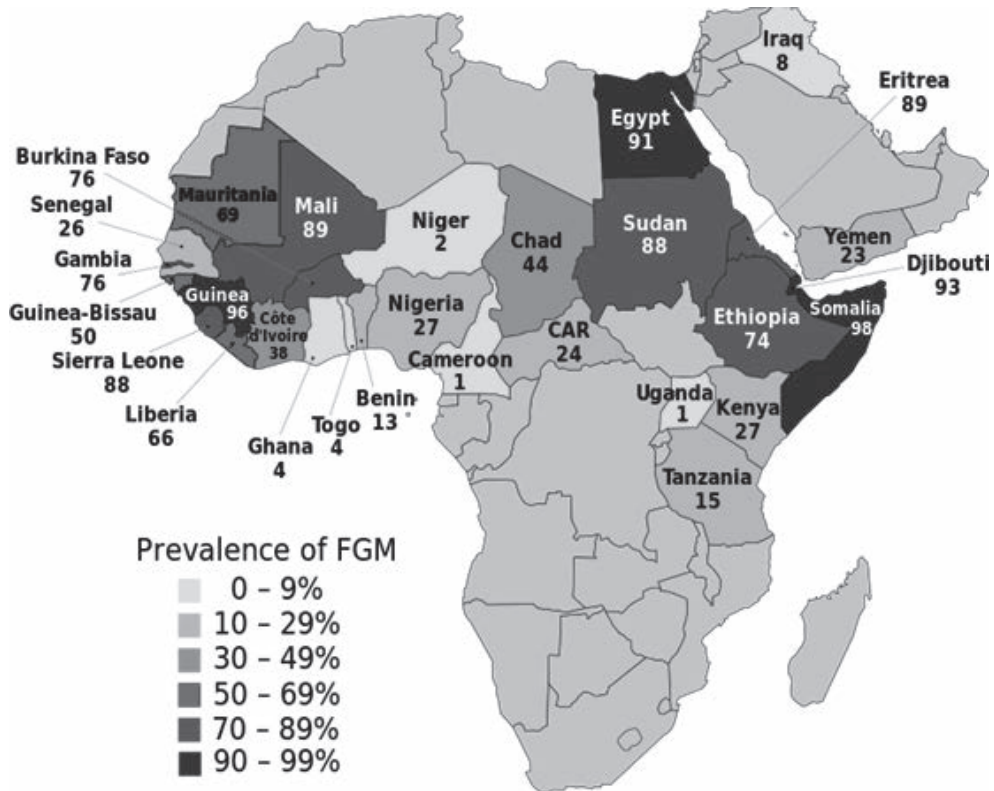 Iraq
8
Eritrea
89
Egypt
91
Burkina Faso
76
Senegal
26
Mauritania
69
Mali
89
Niger
2
Chad
44
Sudan
88
Yemen
23
Gambia
76
Djibouti
93
Guinea-Bissau
50
Guinea
96
Côte
d'Ivoire
38
Nigeria
27
CAR
24
Ethiopia
74
Somalia
98
Sierra Leone
88
Cameroon
1
Liberia
66
Ghana
4
Togo
4
Benin
13
Uganda
1
Kenya
27
Tanzania
15
Prevalence of FGM
0 – 9%
10 – 29%
30 – 49%
50 – 69%
70 – 89%
90 – 99%